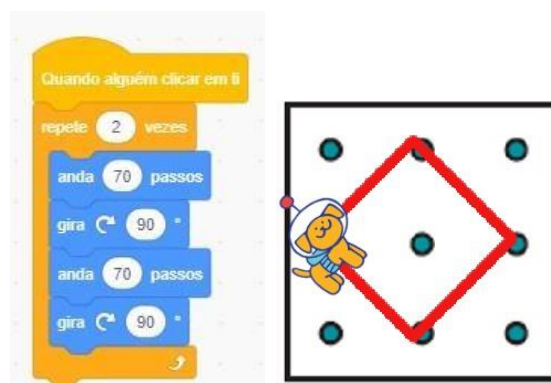 Quando alguém clicar em ti
repete 2 vezes
anda 70 passos
gira 90 °
anda 70 passos
gira 90 °